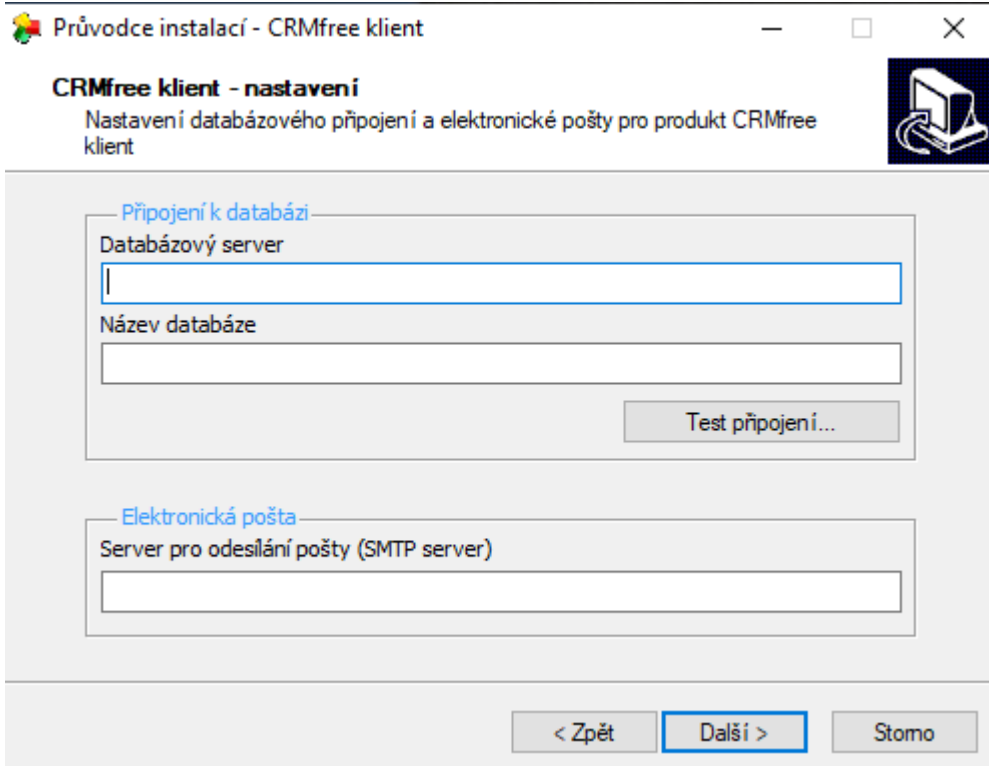 Průvodce instalací - CRMfree klient
CRMfree klient - nastavení
Nastavení databázového připojení a elektronické pošty pro produkt CRMfree
klient
Připojení k databázi
Databázový server
Název databáze
Test připojení...
Elektronická pošta
Server pro odesílání pošty (SMTP server)
< Zpět
Další >
Storno